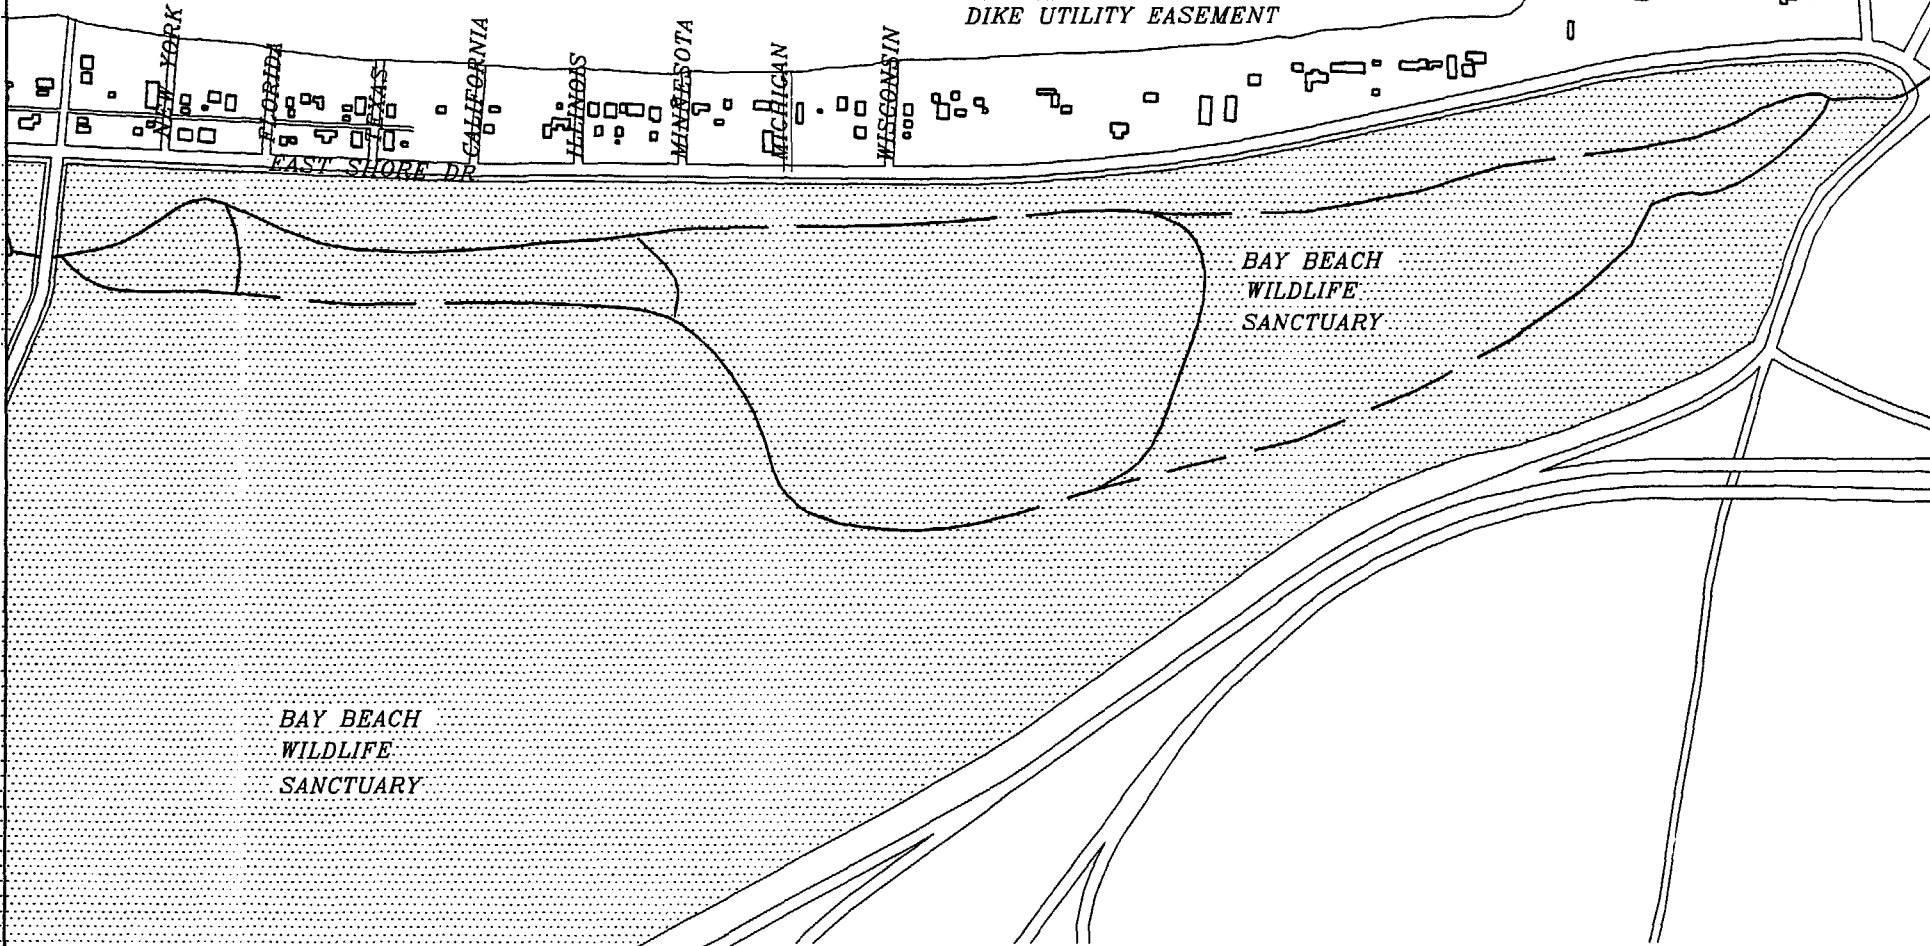 DIKE UTILITY EASEMENT
NEW YORK
FLORIDA
TEXAS
CALIFORNIA
ILLINOIS
MINNESOTA
MICHIGAN
WISCONSIN
EAST SHORE DR
BAY BEACH
WILDLIFE
SANCTUARY
BAY BEACH
WILDLIFE
SANCTUARY